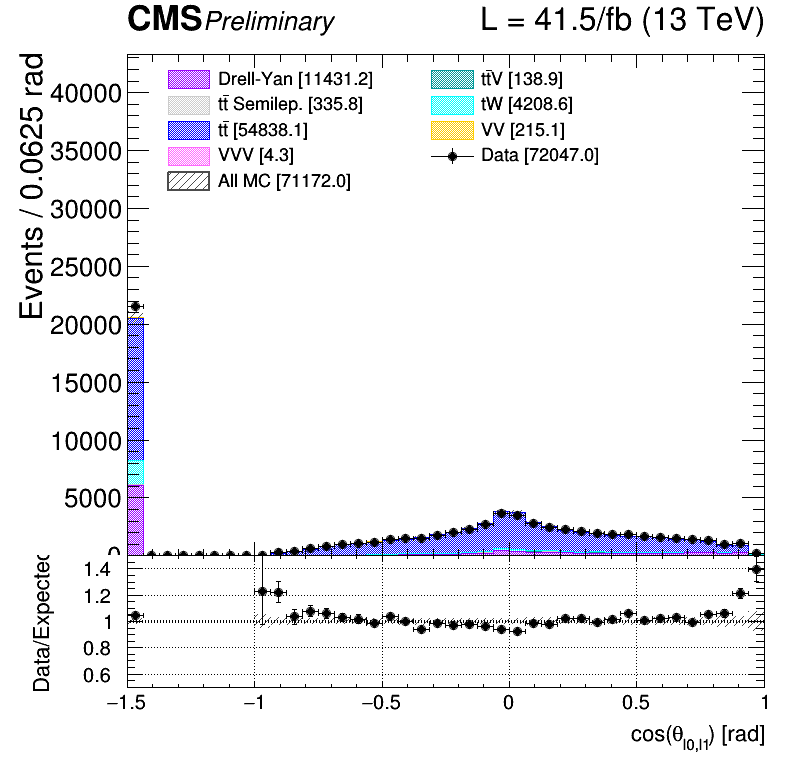 CMS Preliminary L = 41.5/fb (13 TeV)
Events / 0.0625 rad
Drell-Yan [11431.2]
tt̄ Semilep. [335.8]
tt̄ [54838.1]
VVV [4.3]
All MC [71172.0]
tt̄V [138.9]
tW [4208.6]
VV [215.1]
Data [72047.0]
40000
35000
30000
25000
20000
15000
10000
5000
0
Data/Expected
1.4
1.2
1
0.8
0.6
−1.5 −1 −0.5 0 0.5 1
cos(θl0,l1) [rad]